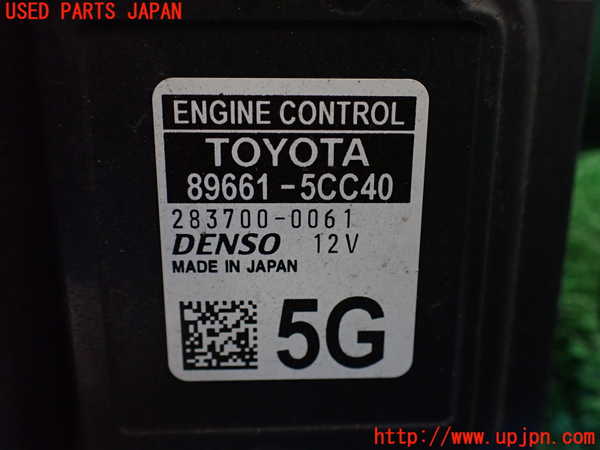 USED PARTS JAPAN
ENGINE CONTROL
TOYOTA
89661-5CC40
283700-0061
DENSO 12V
MADE IN JAPAN
5G
http://www.upjpn.com/